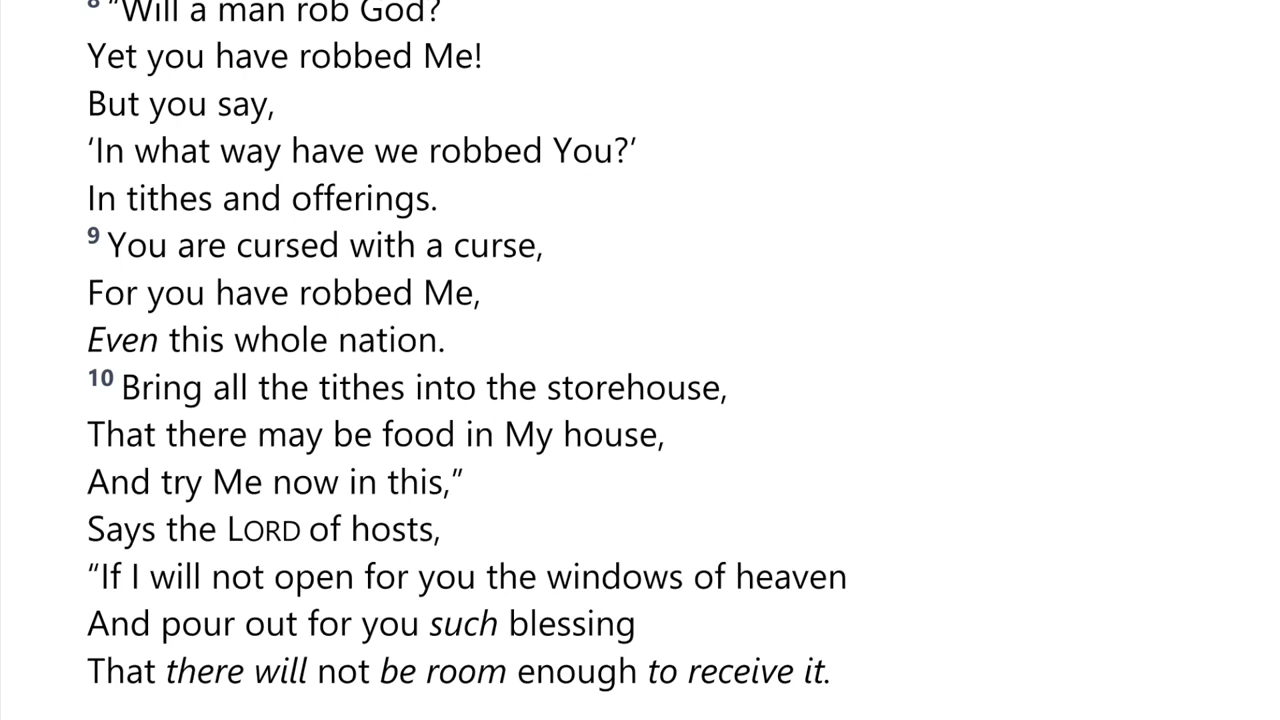 8 “Will a man rob God?
Yet you have robbed Me!
But you say,
‘In what way have we robbed You?’
In tithes and offerings.
9 You are cursed with a curse,
For you have robbed Me,
Even this whole nation.
10 Bring all the tithes into the storehouse,
That there may be food in My house,
And try Me now in this,”
Says the LORD of hosts,
“If I will not open for you the windows of heaven
And pour out for you such blessing
That there will not be room enough to receive it.